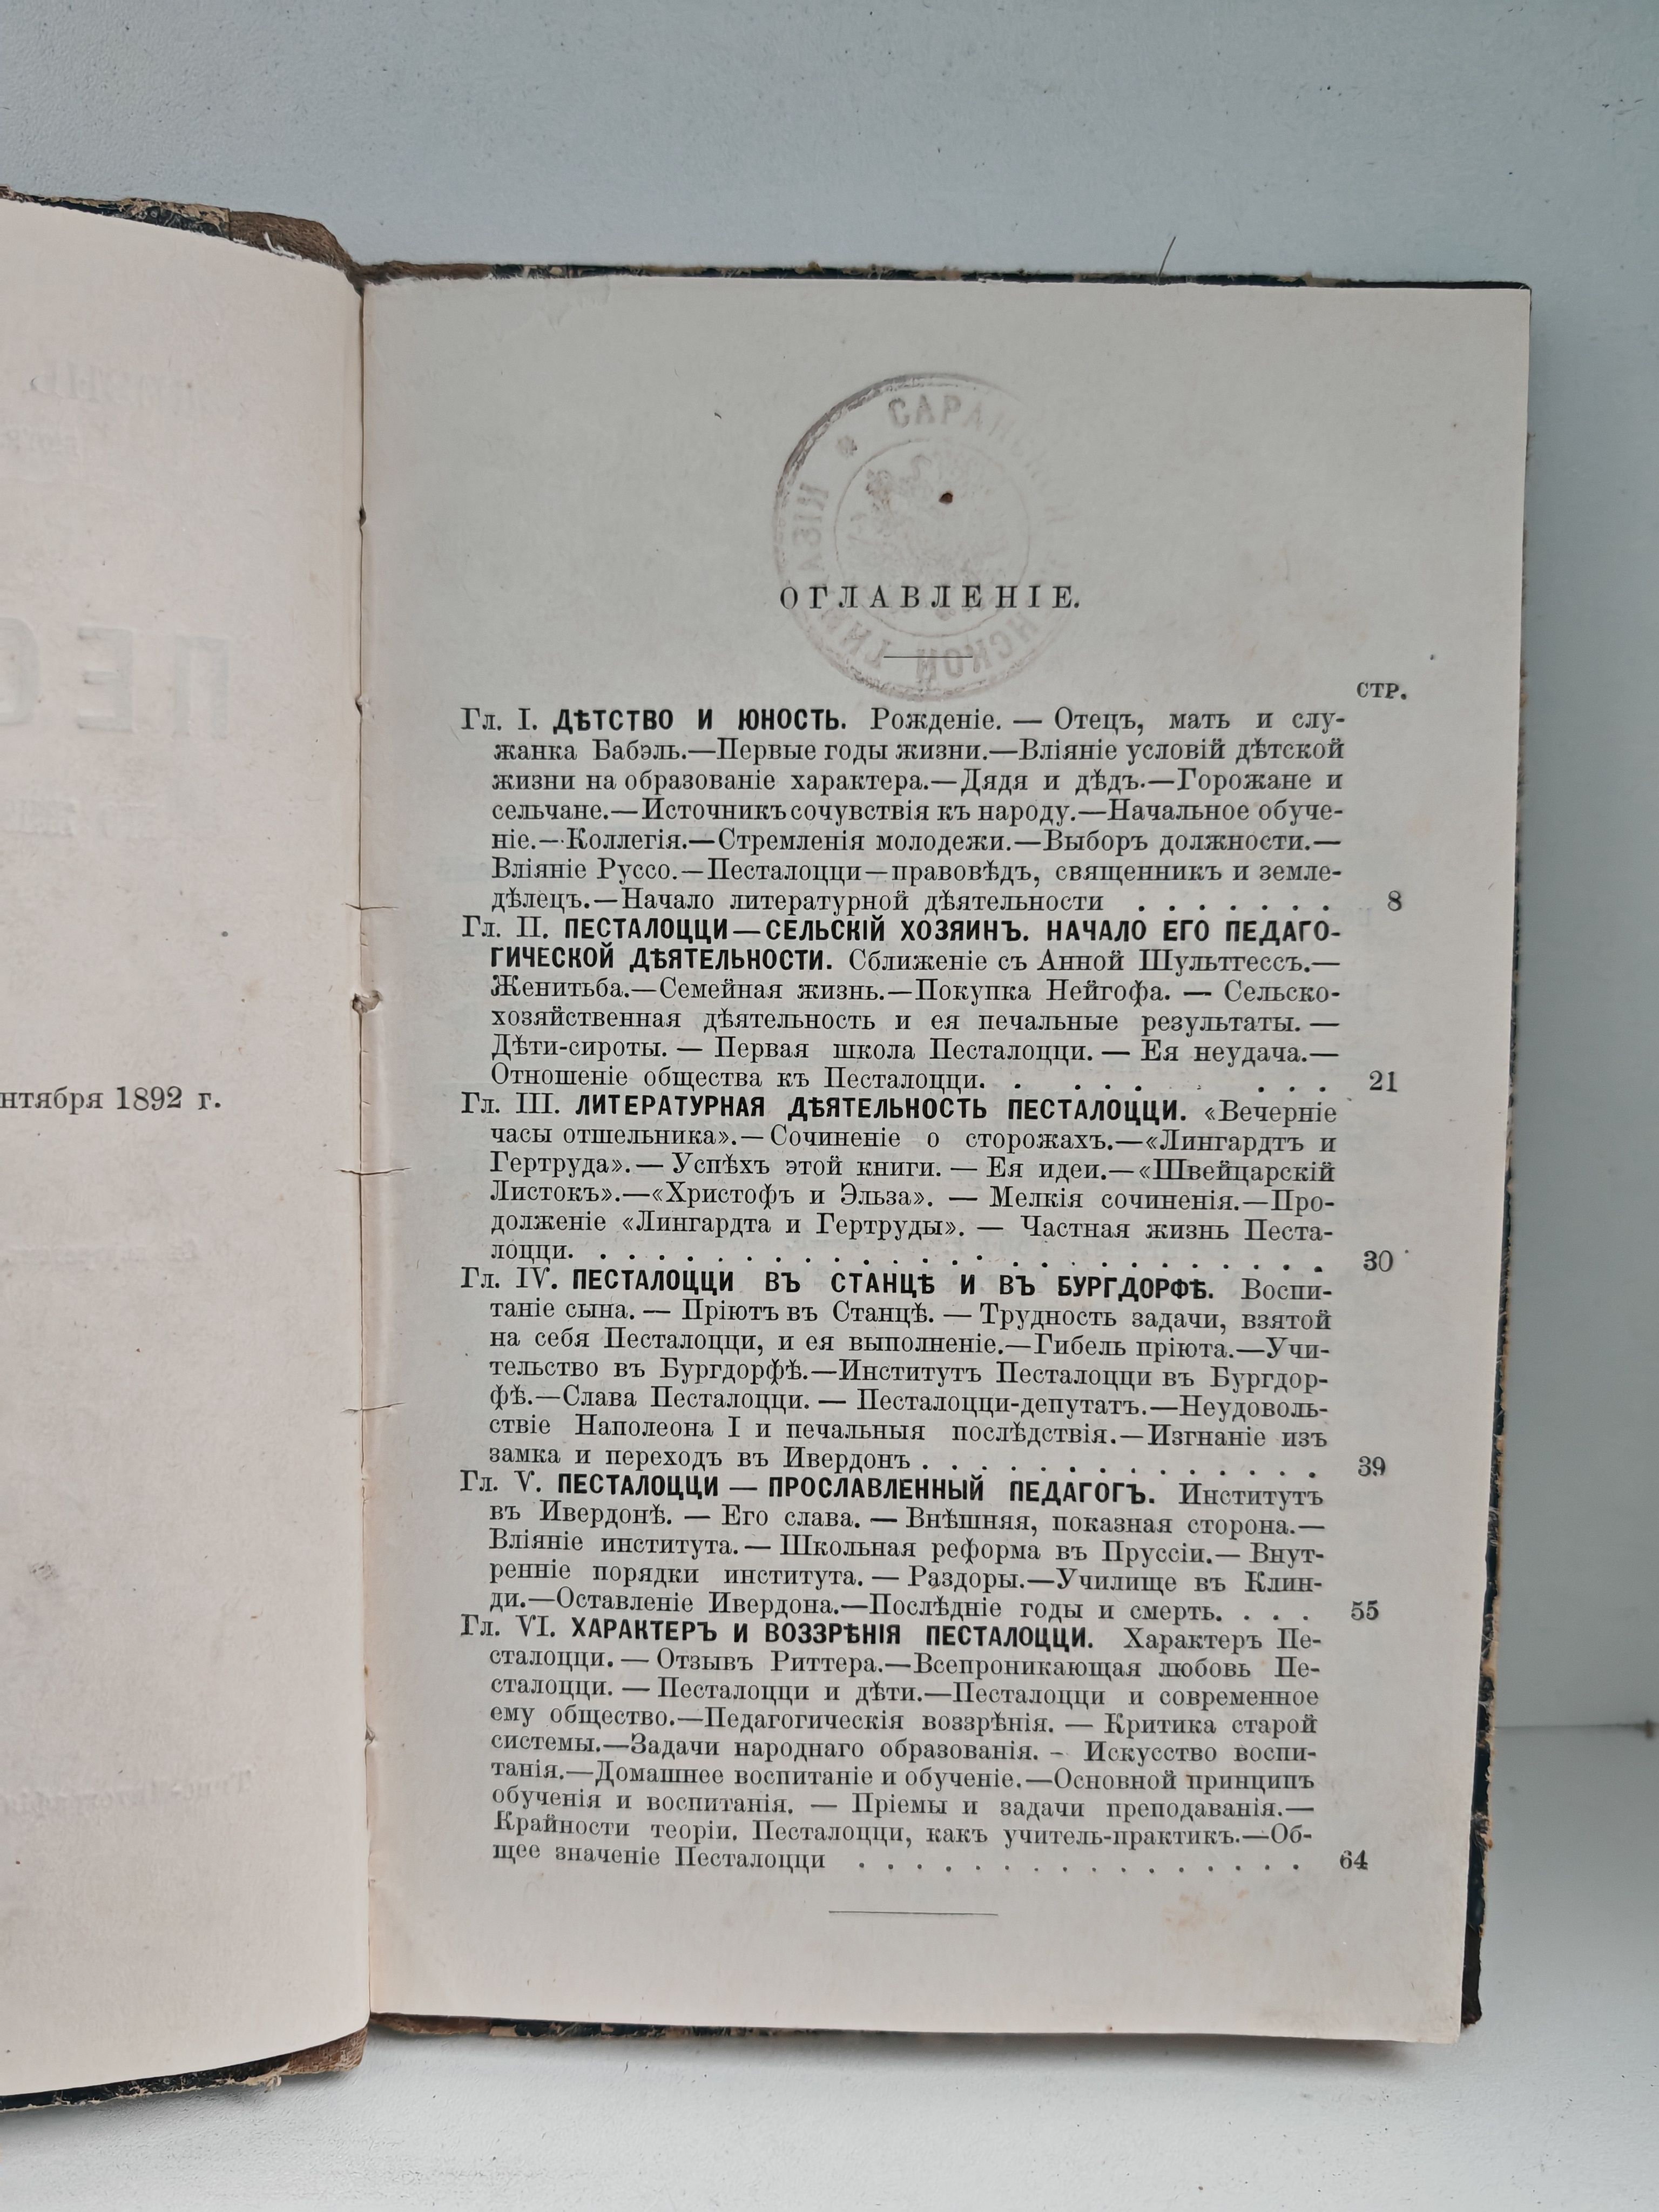 нтября 1892 г.
САРАНСКОЙ
ОГЛАВЛЕНІЕ.
СТР.
Гл. I. ДѢТСТВО И ЮНОСТЬ. Рожденіе. — Отецъ, мать и слу-
жанка Бабэль.—Первые годы жизни.—Вліяніе условій дѣтской
жизни на образованіе характера.—Дядя и дѣдъ.—Горожане и
сельчане.—Источникъ сочувствія къ народу.—Начальное обуче-
ніе.—Коллегія.—Стремленія молодежи.—Выборъ должности.—
Вліяніе Руссо.—Песталоцци—правовѣдъ, священникъ и земле-
дѣлецъ.—Начало литературной дѣятельности . . . . . . . 8
Гл. II. ПЕСТАЛОЦЦИ—СЕЛЬСКІЙ ХОЗЯИНЪ. НАЧАЛО ЕГО ПЕДАГО-
ГИЧЕСКОЙ ДѢЯТЕЛЬНОСТИ. Сближеніе съ Анной Шультгессъ.—
Женитьба.—Семейная жизнь.—Покупка Нейгофа. — Сельско-
хозяйственная дѣятельность и ея печальные результаты. —
Дѣти-сироты. — Первая школа Песталоцци. — Ея неудача.—
Отношеніе общества къ Песталоцци. . . . . . . . 21
Гл. III. ЛИТЕРАТУРНАЯ ДѢЯТЕЛЬНОСТЬ ПЕСТАЛОЦЦИ. «Вечерніе
часы отшельника».—Сочиненіе о сторожахъ.—«Лингардтъ и
Гертруда».— Успѣхъ этой книги. — Ея идеи.—«Швейцарскій
Листокъ».—«Христофъ и Эльза». — Мелкія сочиненія.—Про-
долженіе «Лингардта и Гертруды». — Частная жизнь Песта-
лоцци. . . . . . . . . . . . . . . . . . . . . . . . . . . 30
Гл. IV. ПЕСТАЛОЦЦИ ВЪ СТАНЦѢ И ВЪ БУРГДОРФѢ. Воспи-
таніе сына. — Пріютъ въ Станцѣ. — Трудность задачи, взятой
на себя Песталоцци, и ея выполненіе.—Гибель пріюта.—Учи-
тельство въ Бургдорфѣ.—Институтъ Песталоцци въ Бургдор-
фѣ.—Слава Песталоцци. — Песталоцци-депутатъ.—Неудоволь-
ствіе Наполеона I и печальныя послѣдствія.—Изгнаніе изъ
замка и переходъ въ Ивердонъ . . . . . . . . . . . . . . 39
Гл. V. ПЕСТАЛОЦЦИ — ПРОСЛАВЛЕННЫЙ ПЕДАГОГЪ. Институтъ
въ Ивердонѣ. — Его слава. — Внѣшняя, показная сторона.—
Вліяніе института. — Школьная реформа въ Пруссіи.— Внут-
ренніе порядки института. — Раздоры.—Училище въ Клин-
ди.—Оставленіе Ивердона.—Послѣдніе годы и смерть. . . . 55
Гл. VI. ХАРАКТЕРЪ И ВОЗЗРѢНІЯ ПЕСТАЛОЦЦИ. Характеръ Пе-
сталоцци. — Отзывъ Риттера.—Всепроникающая любовь Пе-
сталоцци. — Песталоцци и дѣти.—Песталоцци и современное
ему общество.—Педагогическія воззрѣнія. — Критика старой
системы.—Задачи народнаго образованія. - Искусство воспи-
танія.—Домашнее воспитаніе и обученіе.—Основной принципъ
обученія и воспитанія. — Пріемы и задачи преподаванія.—
Крайности теоріи. Песталоцци, какъ учитель-практикъ.—Об-
щее значеніе Песталоцци . . . . . . . . . . . . . . . . 64